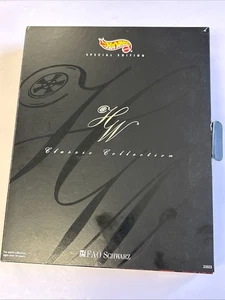 Hot Wheels
SPECIAL EDITION
HW
Classic Collection
FAO SCHWARZ